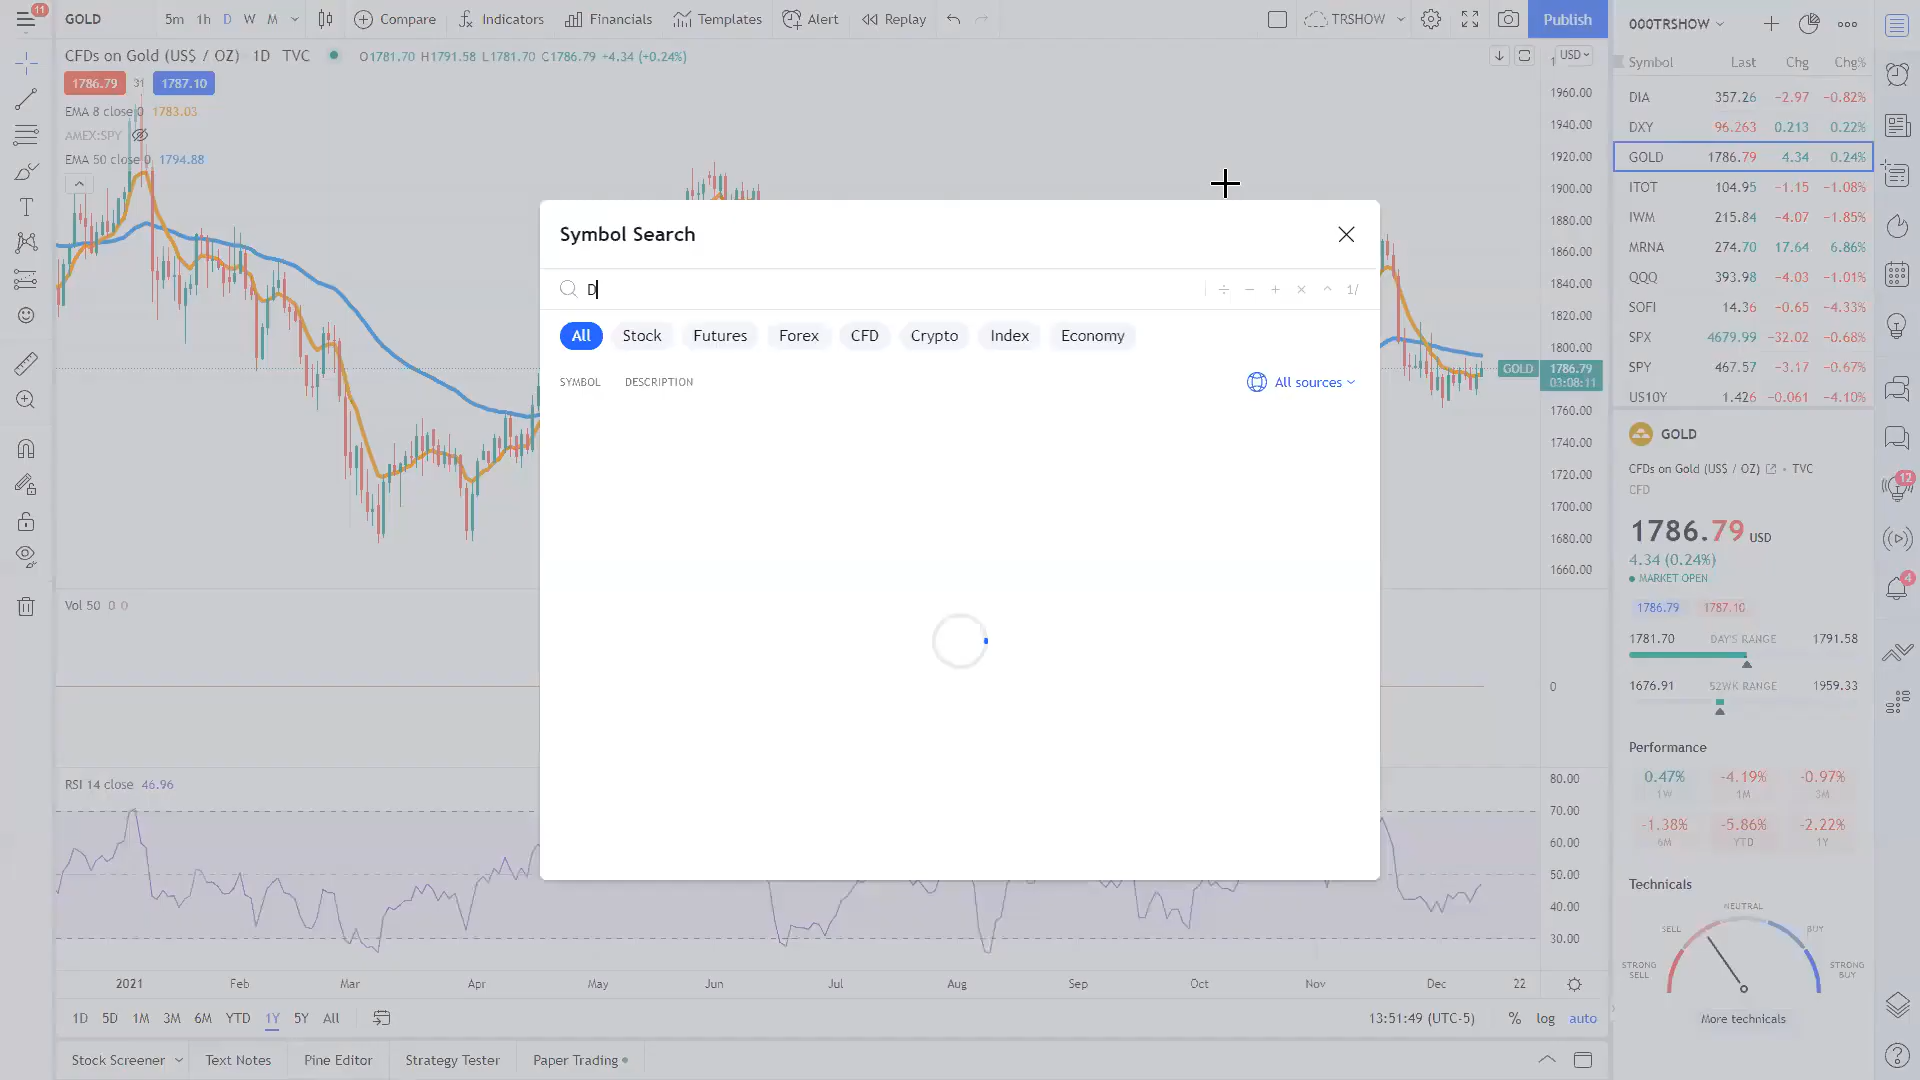 11
GOLD 5m 1h D W M Compare Indicators Financials Templates Alert Replay TRSHOW Publish
000TRSHOW
CFDs on Gold (US$ / OZ) 1D TVC O1781.70 H1791.58 L1781.70 C1786.79 +4.34 (+0.24%)
USD
1786.79 31 1787.10
EMA 8 close 0 1783.03
AMEX:SPY
EMA 50 close 0 1794.88
1960.00
1940.00
1920.00
1900.00
1880.00
1860.00
1840.00
1820.00
1800.00
GOLD 1786.79
03:08:11
1760.00
1740.00
1720.00
1700.00
1680.00
1660.00
Symbol Search
D
÷ − + × ^ 1/
All Stock Futures Forex CFD Crypto Index Economy
SYMBOL DESCRIPTION All sources
Vol 50 0 0
0
RSI 14 close 46.96
80.00
70.00
60.00
50.00
40.00
30.00
2021 Feb Mar Apr May Jun Jul Aug Sep Oct Nov Dec 22
1D 5D 1M 3M 6M YTD 1Y 5Y All 13:51:49 (UTC-5) % log auto
Stock Screener Text Notes Pine Editor Strategy Tester Paper Trading
Symbol Last Chg Chg%
DIA 357.26 −2.97 −0.82%
DXY 96.263 0.213 0.22%
GOLD 1786.79 4.34 0.24%
ITOT 104.95 −1.15 −1.08%
IWM 215.84 −4.07 −1.85%
MRNA 274.70 17.64 6.86%
QQQ 393.98 −4.03 −1.01%
SOFI 14.36 −0.65 −4.33%
SPX 4679.99 −32.02 −0.68%
SPY 467.57 −3.17 −0.67%
US10Y 1.426 −0.061 −4.10%
GOLD
CFDs on Gold (US$ / OZ) • TVC
CFD
1786.79 USD
4.34 (0.24%)
MARKET OPEN
1786.79 1787.10
1781.70 DAY'S RANGE 1791.58
1676.91 52WK RANGE 1959.33
Performance
0.47% -4.19% -0.97%
1W 1M 3M
-1.38% -5.86% -2.22%
6M YTD 1Y
Technicals
NEUTRAL
SELL BUY
STRONG SELL STRONG BUY
More technicals
12
4